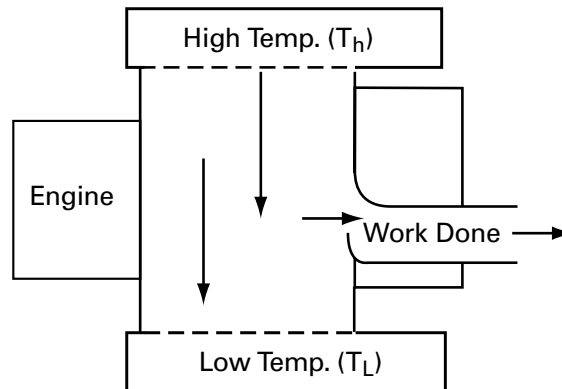 High Temp. (Th)
Engine
Work Done
Low Temp. (TL)